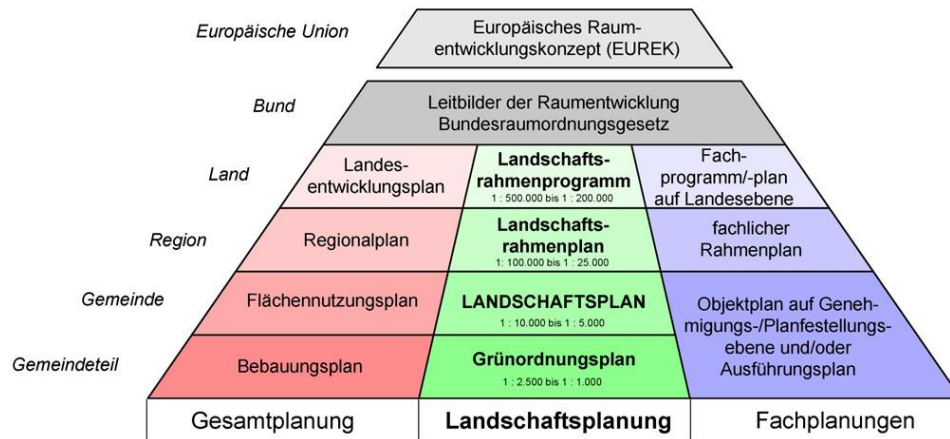 Europäische Union
Europäisches Raum-
entwicklungskonzept (EUREK)
Bund
Leitbilder der Raumentwicklung
Bundesraumordnungsgesetz
Land
Landes-
entwicklungsplan
Landschafts-
rahmenprogramm
1 : 500.000 bis 1 : 200.000
Fach-
programm/-plan
auf Landesebene
Region
Regionalplan
Landschafts-
rahmenplan
1: 100.000 bis 1 : 25.000
fachlicher
Rahmenplan
Gemeinde
Flächennutzungsplan
LANDSCHAFTSPLAN
1 : 10.000 bis 1 : 5.000
Objektplan auf Geneh-
migungs-/Planfestellungs-
ebene und/oder
Ausführungsplan
Gemeindeteil
Bebauungsplan
Grünordnungsplan
1 : 2.500 bis 1 : 1.000
Gesamtplanung
Landschaftsplanung
Fachplanungen